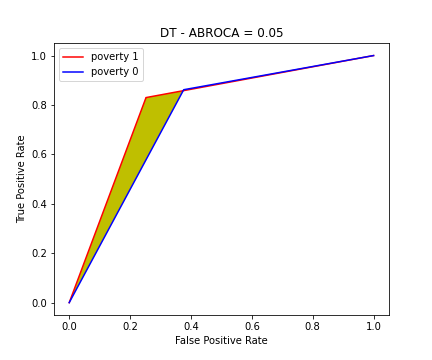 DT - ABROCA = 0.05
poverty 1
poverty 0
True Positive Rate
1.0
0.8
0.6
0.4
0.2
0.0
0.0 0.2 0.4 0.6 0.8 1.0
False Positive Rate